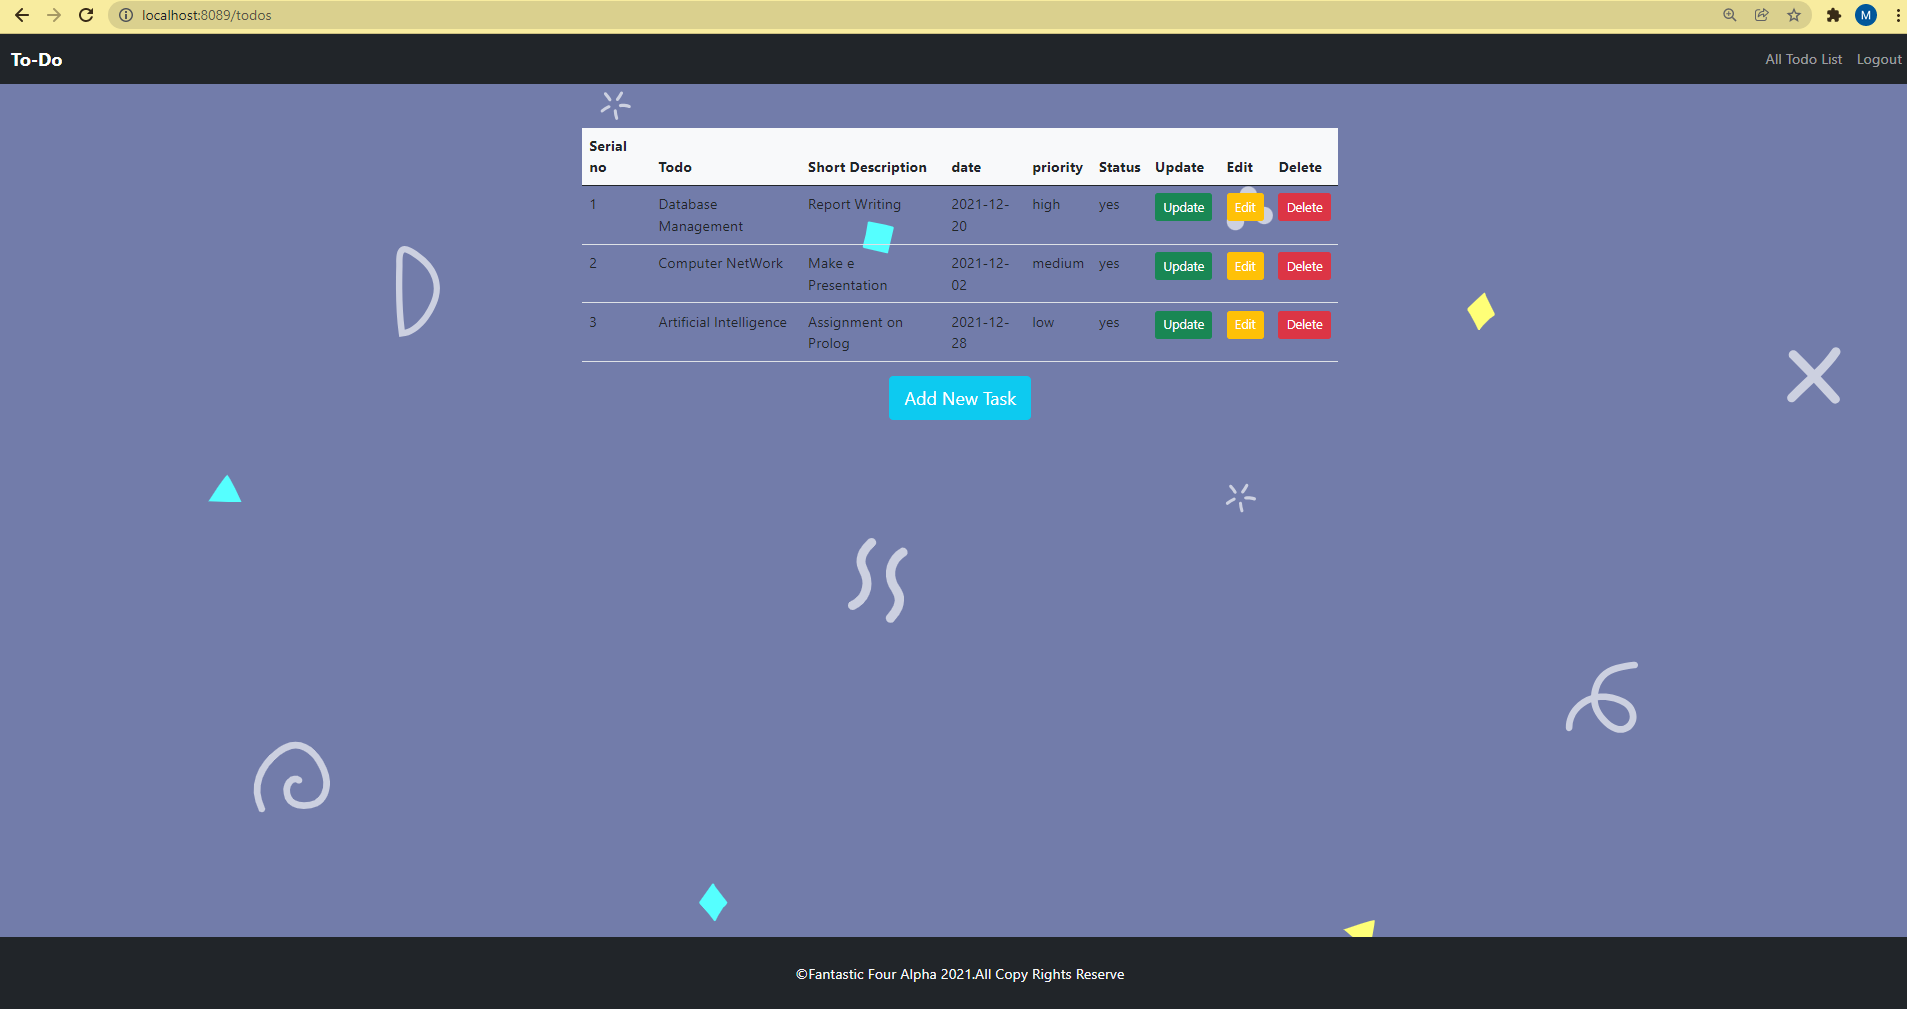 localhost:8089/todos
M
To-Do
All Todo List Logout
Serial
no Todo Short Description date priority Status Update Edit Delete
1 Database Report Writing 2021-12- high yes Update Edit Delete
Management 20
2 Computer NetWork Make e 2021-12- medium yes Update Edit Delete
Presentation 02
3 Artificial Intelligence Assignment on 2021-12- low yes Update Edit Delete
Prolog 28
Add New Task
©Fantastic Four Alpha 2021.All Copy Rights Reserve